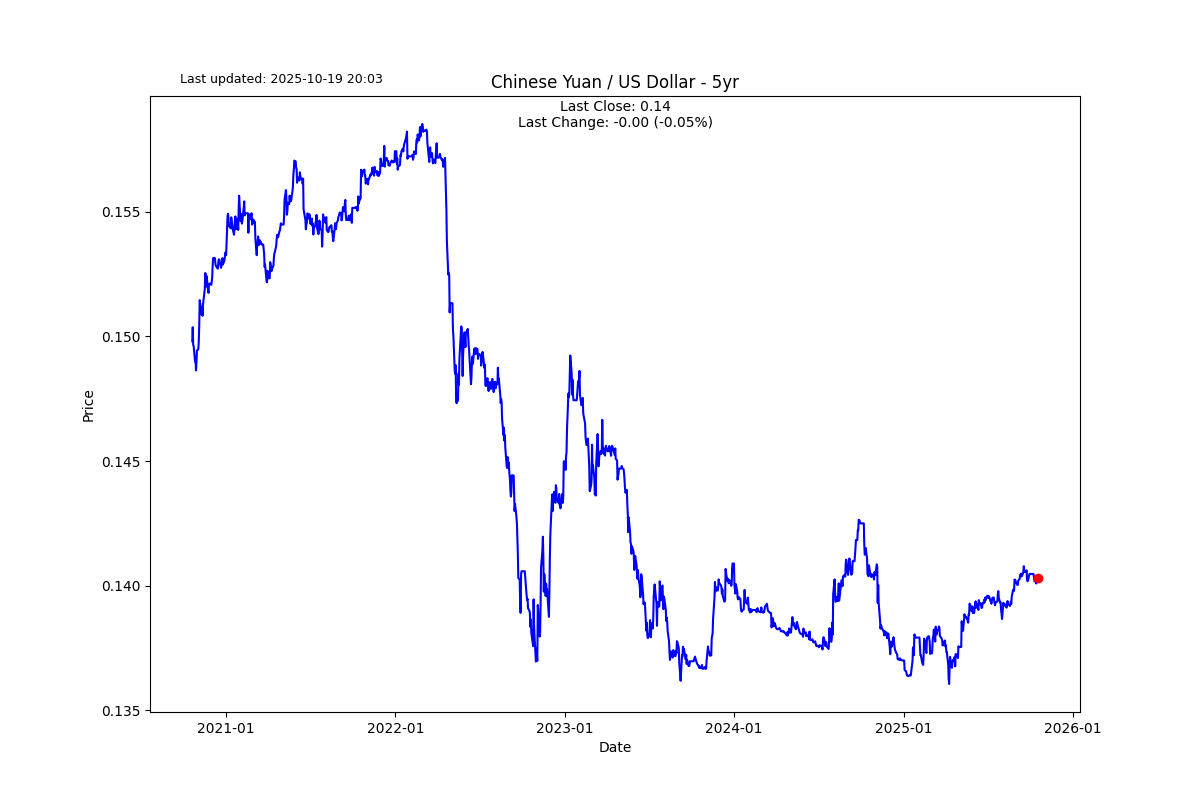 Last updated: 2025-10-19 20:03
Chinese Yuan / US Dollar - 5yr
Last Close: 0.14
Last Change: -0.00 (-0.05%)
Price
0.155
0.150
0.145
0.140
0.135
2021-01
2022-01
2023-01
2024-01
2025-01
2026-01
Date